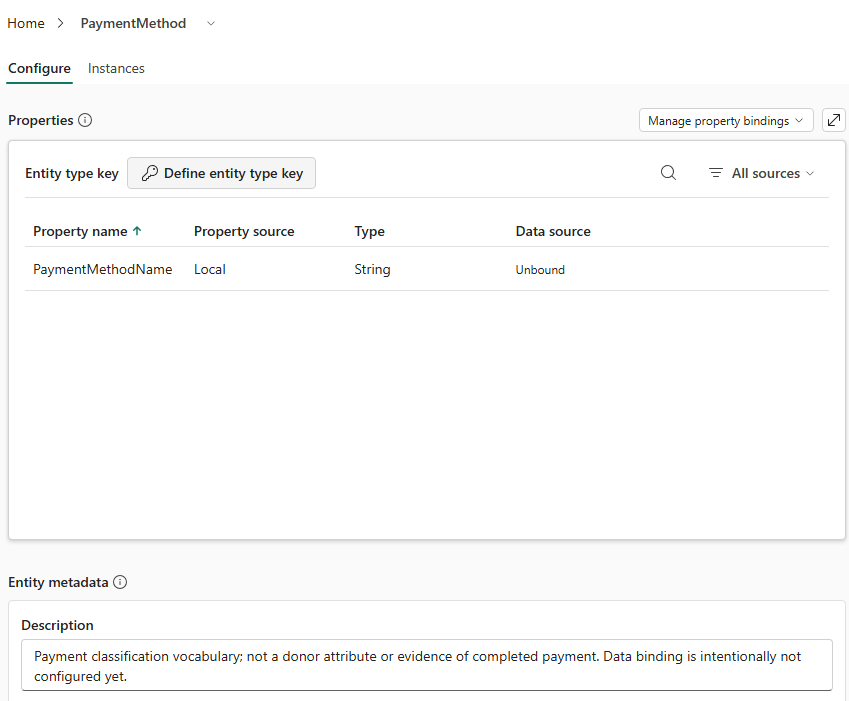 Home > PaymentMethod
Configure Instances
Properties Manage property bindings
Entity type key Define entity type key All sources
Property name ↑ Property source Type Data source
PaymentMethodName Local String Unbound
Entity metadata
Description
Payment classification vocabulary; not a donor attribute or evidence of completed payment. Data binding is intentionally not
configured yet.